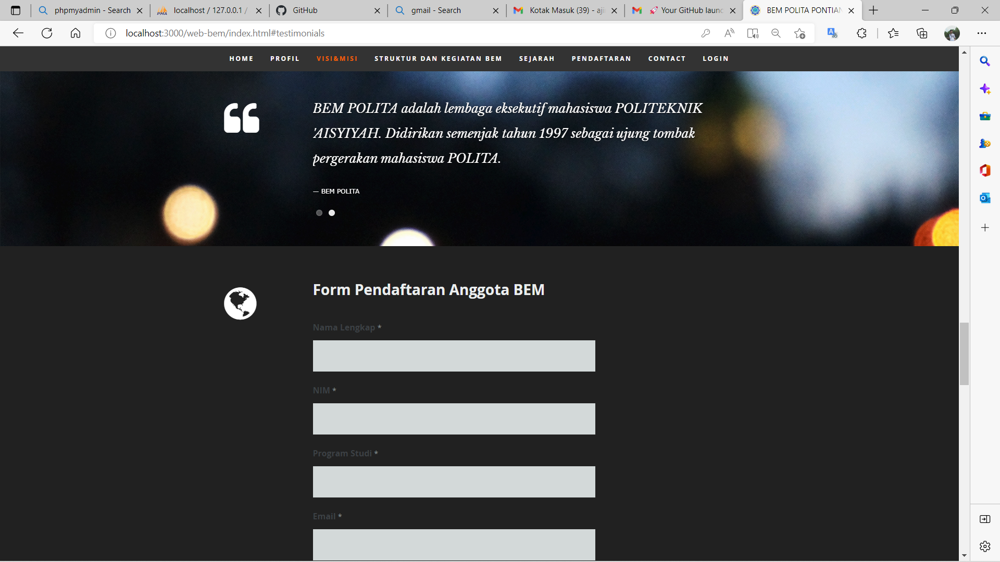 phpmyadmin - Search
localhost / 127.0.0.1 /
GitHub
gmail - Search
Kotak Masuk (39) - aji
🚀 Your GitHub launc
BEM POLITA PONTIAN
localhost:3000/web-bem/index.html#testimonials
HOME PROFIL VISI&MISI STRUKTUR DAN KEGIATAN BEM SEJARAH PENDAFTARAN CONTACT LOGIN
BEM POLITA adalah lembaga eksekutif mahasiswa POLITEKNIK
'AISYIYAH. Didirikan semenjak tahun 1997 sebagai ujung tombak
pergerakan mahasiswa POLITA.
— BEM POLITA
Form Pendaftaran Anggota BEM
Nama Lengkap *
NIM *
Program Studi *
Email *